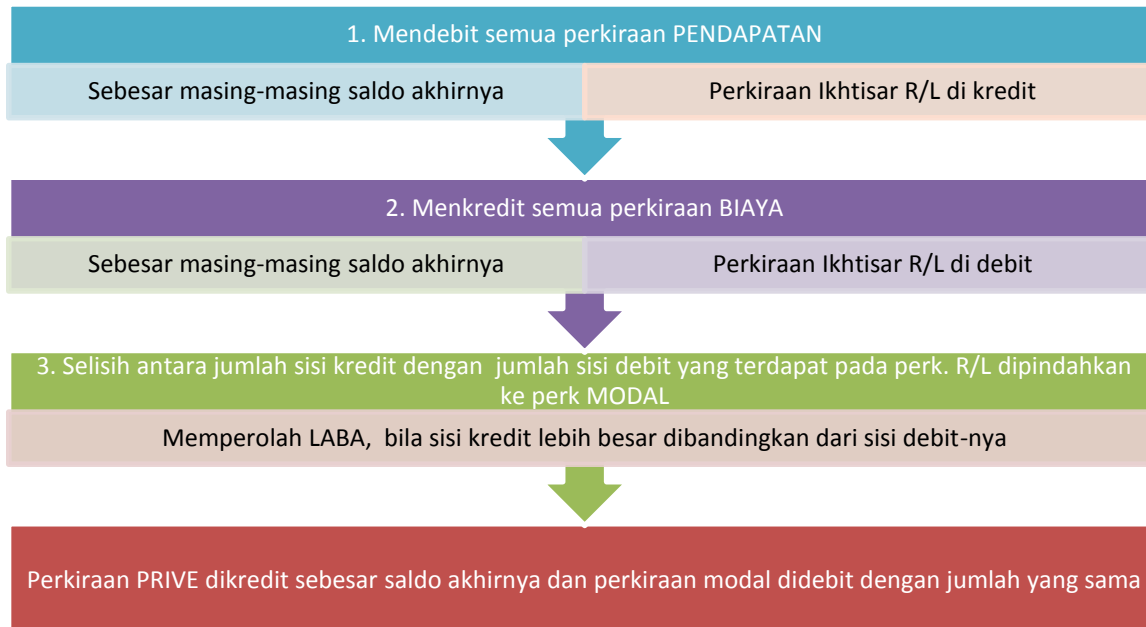 1. Mendebit semua perkiraan PENDAPATAN
Sebesar masing-masing saldo akhirnya
Perkiraan Ikhtisar R/L di kredit
2. Menkredit semua perkiraan BIAYA
Sebesar masing-masing saldo akhirnya
Perkiraan Ikhtisar R/L di debit
3. Selisih antara jumlah sisi kredit dengan jumlah sisi debit yang terdapat pada perk. R/L dipindahkan
ke perk MODAL
Memperolah LABA, bila sisi kredit lebih besar dibandingkan dari sisi debit-nya
Perkiraan PRIVE dikredit sebesar saldo akhirnya dan perkiraan modal didebit dengan jumlah yang sama